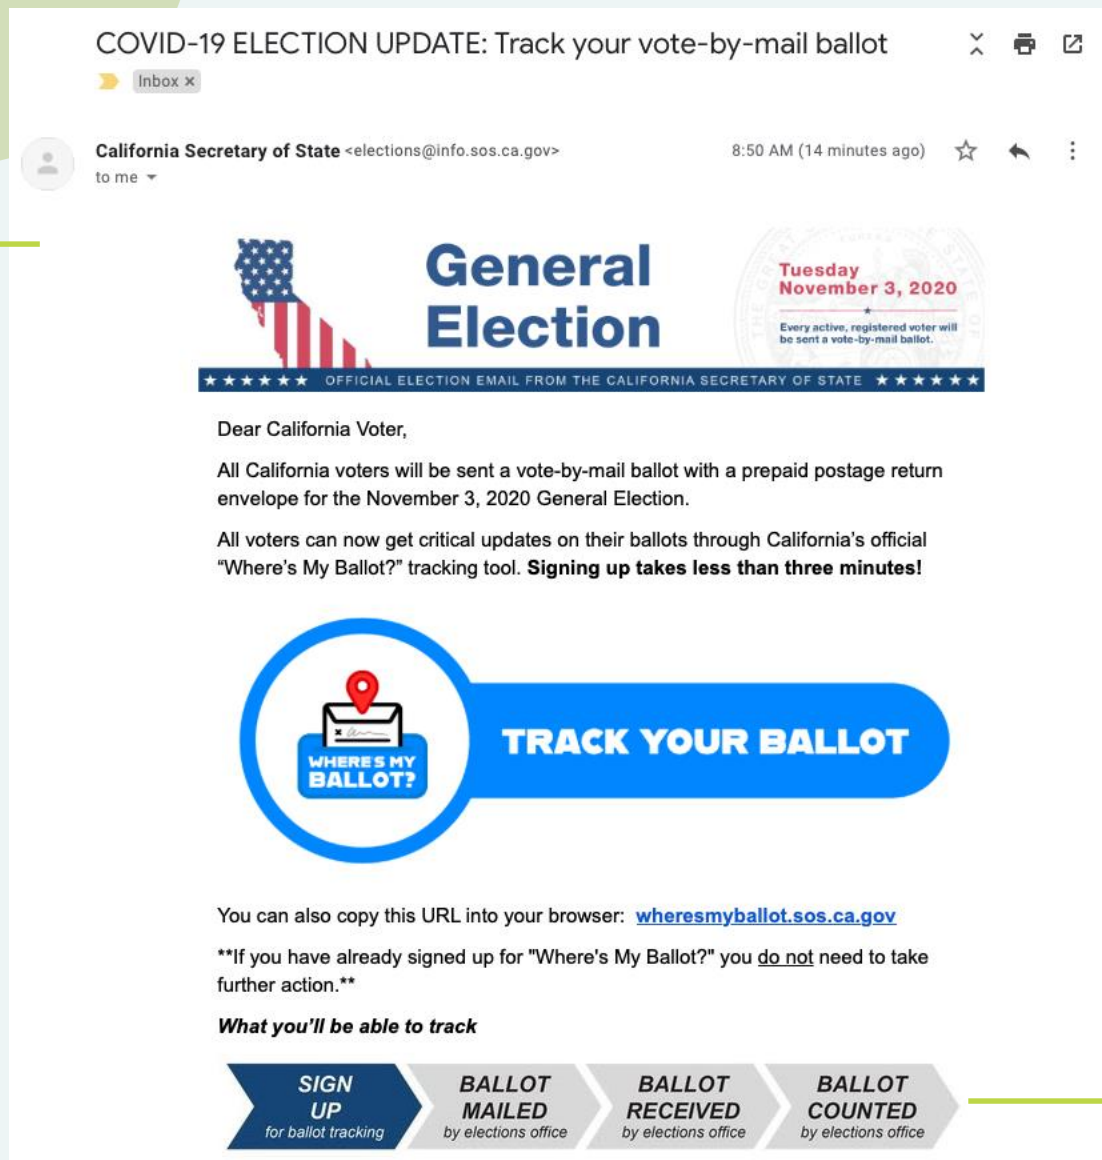 COVID-19 ELECTION UPDATE: Track your vote-by-mail ballot
Inbox ×
California Secretary of State <elections@info.sos.ca.gov>
8:50 AM (14 minutes ago)
to me
General
Election
Tuesday
November 3, 2020
Every active, registered voter will
be sent a vote-by-mail ballot.
OFFICIAL ELECTION EMAIL FROM THE CALIFORNIA SECRETARY OF STATE
Dear California Voter,
All California voters will be sent a vote-by-mail ballot with a prepaid postage return
envelope for the November 3, 2020 General Election.
All voters can now get critical updates on their ballots through California’s official
“Where’s My Ballot?” tracking tool. Signing up takes less than three minutes!
WHERE'S MY
BALLOT?
TRACK YOUR BALLOT
You can also copy this URL into your browser: wheresmyballot.sos.ca.gov
**If you have already signed up for "Where's My Ballot?" you do not need to take
further action.**
What you’ll be able to track
SIGN
UP
for ballot tracking
BALLOT
MAILED
by elections office
BALLOT
RECEIVED
by elections office
BALLOT
COUNTED
by elections office